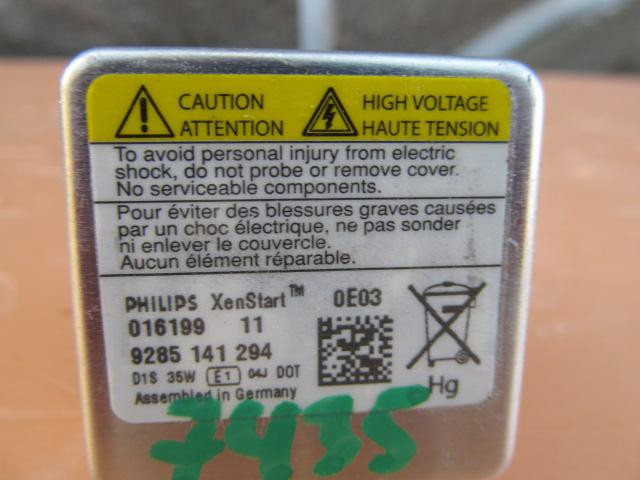 CAUTION
ATTENTION
HIGH VOLTAGE
HAUTE TENSION
To avoid personal injury from electric
shock, do not probe or remove cover.
No serviceable components.
Pour éviter des blessures graves causées
par un choc électrique, ne pas sonder
ni enlever le couvercle.
Aucun élément réparable.
PHILIPS XenStart™ 0E03
016199 11
9285 141 294
D1S 35W E1 04J DOT
Assembled in Germany
Hg
7435